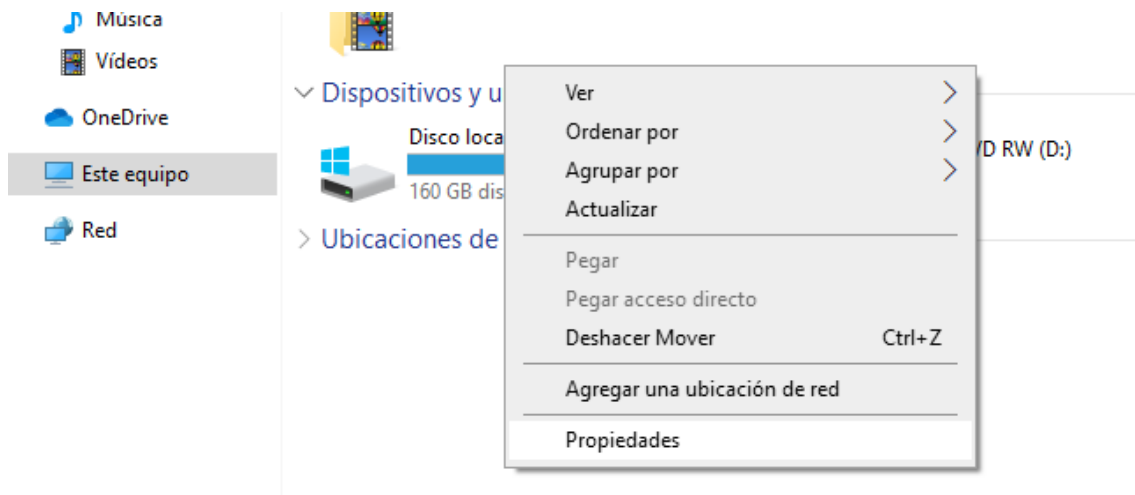 Música
Vídeos
OneDrive
Este equipo
Red
Dispositivos y u
Disco loca
160 GB dis
/D RW (D:)
Ubicaciones de
Ver
Ordenar por
Agrupar por
Actualizar
Pegar
Pegar acceso directo
Deshacer Mover Ctrl+Z
Agregar una ubicación de red
Propiedades